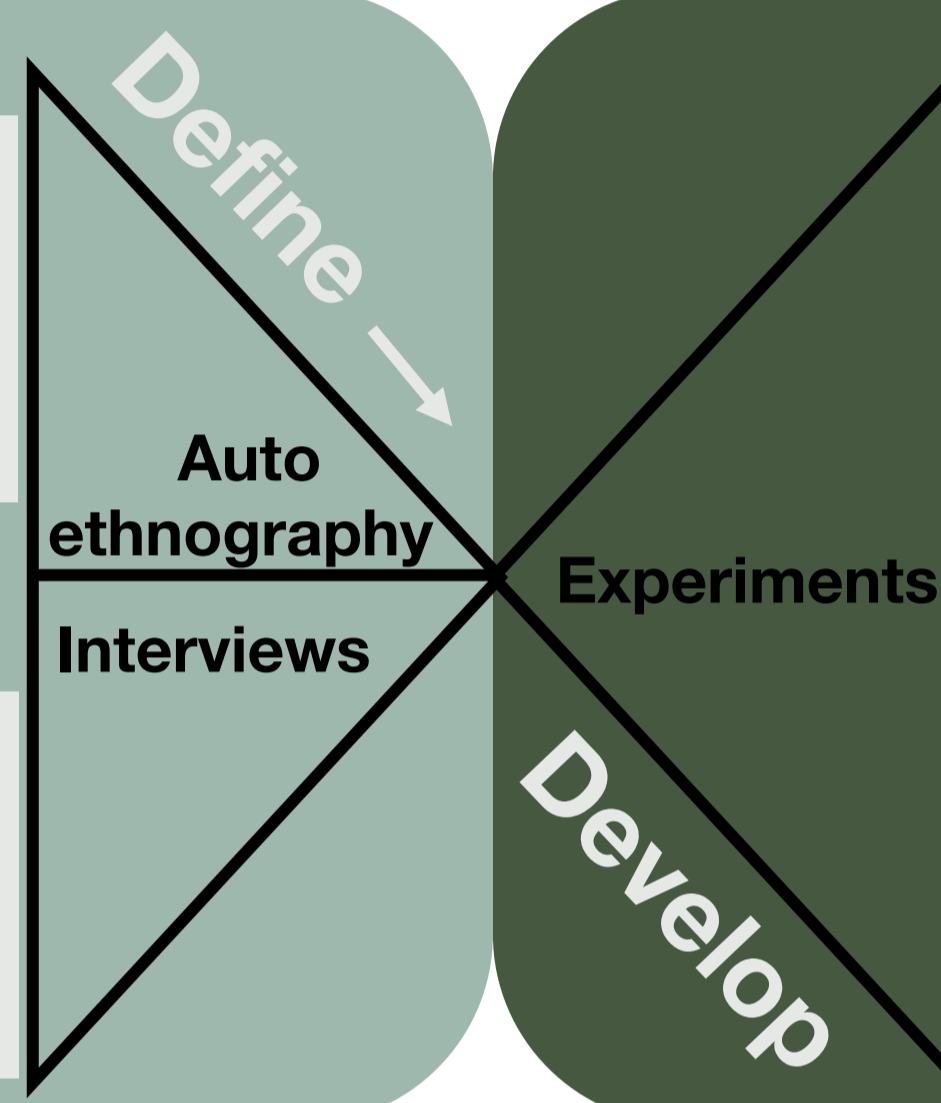 Define
Auto
ethnography
Interviews
Experiments
Develop